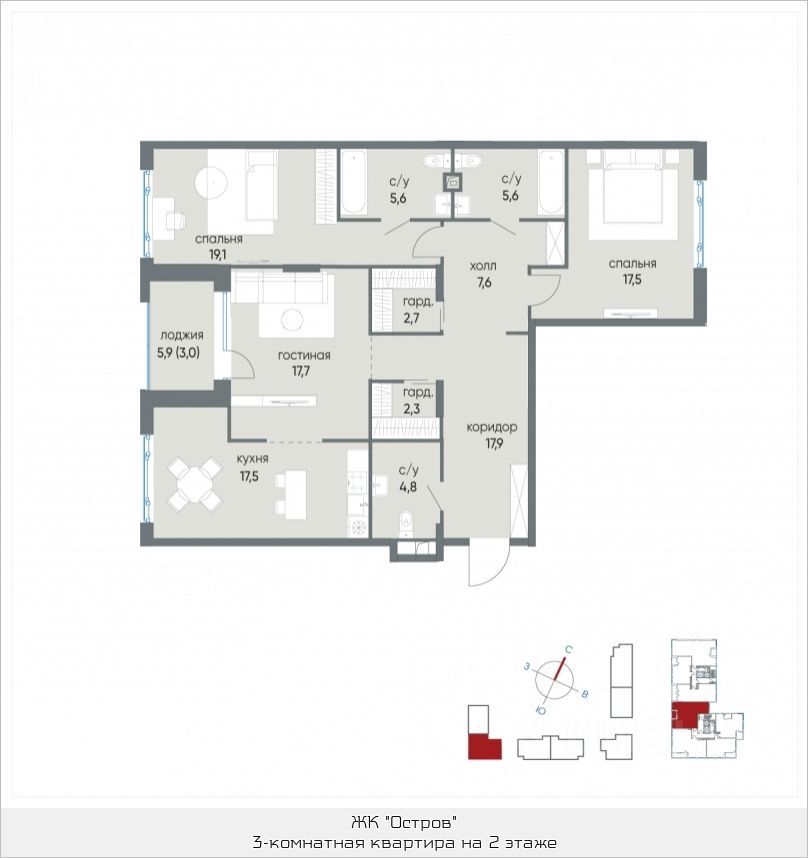 с/у
5,6
с/у
5,6
спальня
19,1
холл
7,6
спальня
17,5
гард.
2,7
лоджия
5,9 (3,0)
гостиная
17,7
гард.
2,3
коридор
17,9
кухня
17,5
с/у
4,8
С
З
В
Ю
ЖК "Остров"
3-комнатная квартира на 2 этаже